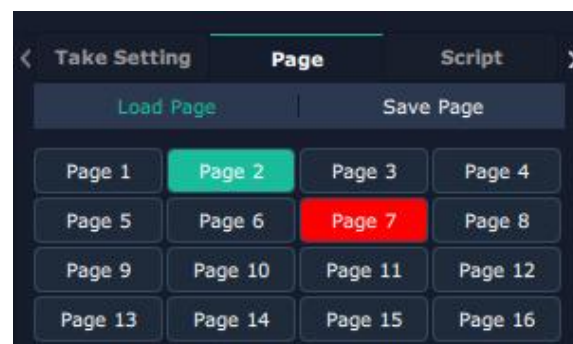 Take Setting Page Script
Load Page Save Page
Page 1 Page 2 Page 3 Page 4
Page 5 Page 6 Page 7 Page 8
Page 9 Page 10 Page 11 Page 12
Page 13 Page 14 Page 15 Page 16